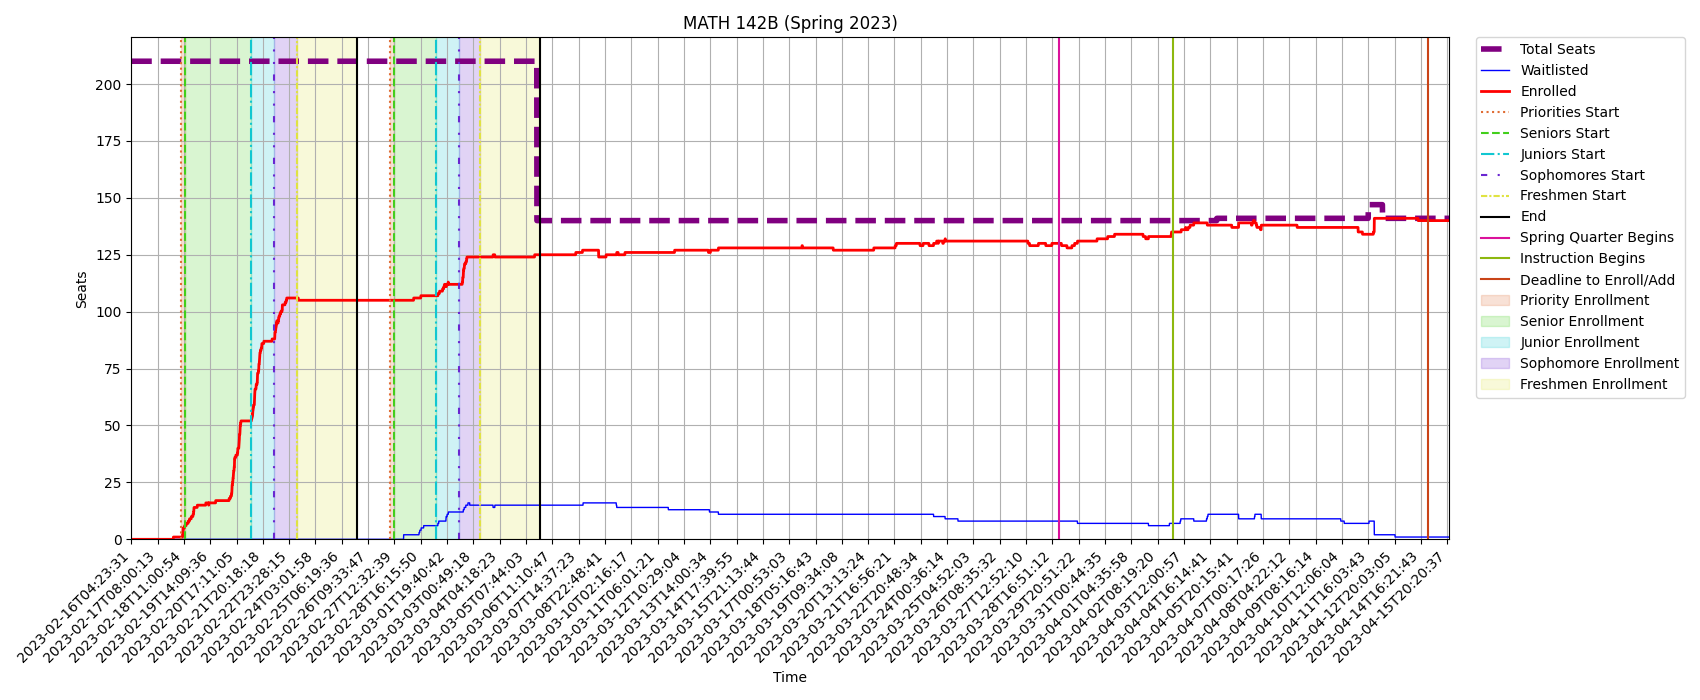 MATH 142B (Spring 2023)
Seats
200
175
150
125
100
75
50
25
0
2023-02-16T04:23:31
2023-02-17T08:00:13
2023-02-18T11:00:54
2023-02-19T14:09:36
2023-02-20T17:11:05
2023-02-21T20:18:18
2023-02-22T23:28:15
2023-02-24T03:01:58
2023-02-25T06:19:36
2023-02-26T09:33:47
2023-02-27T12:32:39
2023-02-28T16:15:50
2023-03-01T19:40:42
2023-03-03T00:49:18
2023-03-04T04:18:23
2023-03-05T07:44:03
2023-03-06T11:10:47
2023-03-07T14:37:23
2023-03-08T22:48:41
2023-03-10T02:16:17
2023-03-11T06:01:21
2023-03-12T10:29:04
2023-03-13T14:00:34
2023-03-14T17:39:55
2023-03-15T21:13:44
2023-03-17T00:53:03
2023-03-18T05:16:43
2023-03-19T09:34:08
2023-03-20T13:13:24
2023-03-21T16:56:21
2023-03-22T20:48:34
2023-03-24T00:36:14
2023-03-25T04:52:03
2023-03-26T08:35:32
2023-03-27T12:52:10
2023-03-28T16:51:12
2023-03-29T20:51:22
2023-03-31T00:44:35
2023-04-01T04:35:58
2023-04-02T08:19:20
2023-04-03T12:00:57
2023-04-04T16:14:41
2023-04-05T20:15:41
2023-04-07T00:17:26
2023-04-08T04:22:12
2023-04-09T08:16:14
2023-04-10T12:06:04
2023-04-11T16:03:43
2023-04-12T20:03:05
2023-04-14T16:21:43
2023-04-15T20:20:37
Time
Total Seats
Waitlisted
Enrolled
Priorities Start
Seniors Start
Juniors Start
Sophomores Start
Freshmen Start
End
Spring Quarter Begins
Instruction Begins
Deadline to Enroll/Add
Priority Enrollment
Senior Enrollment
Junior Enrollment
Sophomore Enrollment
Freshmen Enrollment